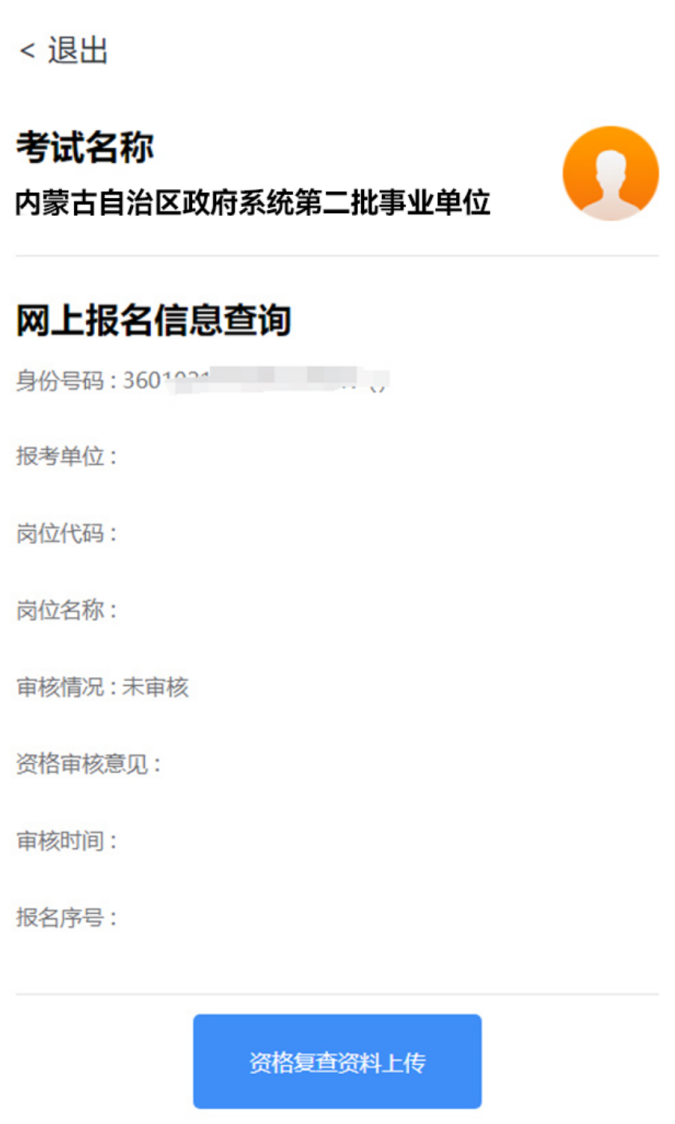 < 退出
考试名称
内蒙古自治区政府系统第二批事业单位
网上报名信息查询
身份号码 : 3601
报考单位 :
岗位代码 :
岗位名称 :
审核情况 : 未审核
资格审核意见 :
审核时间 :
报名序号 :
资格复查资料上传